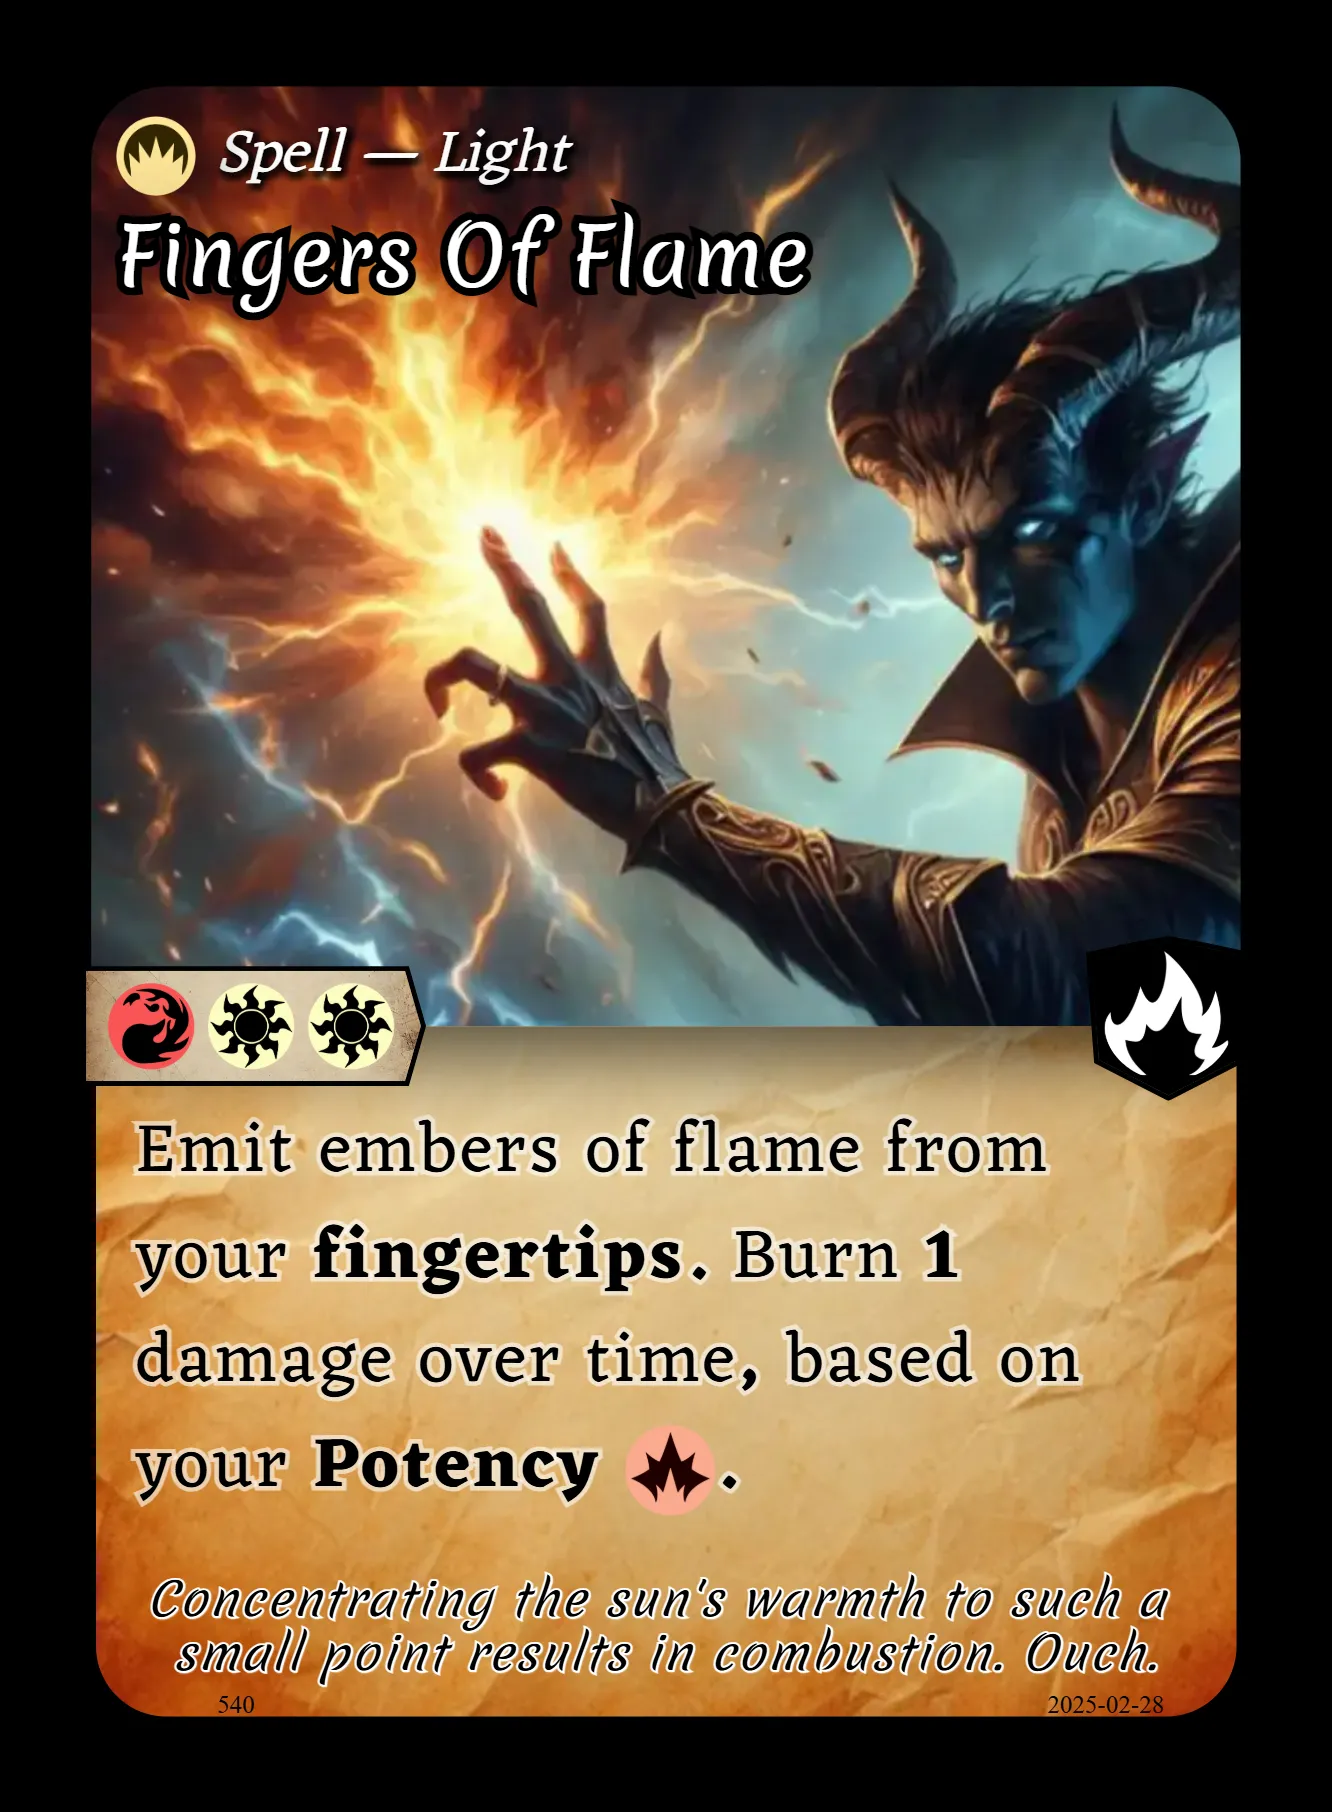 Spell — Light
Fingers Of Flame
Emit embers of flame from
your fingertips. Burn 1
damage over time, based on
your Potency .
Concentrating the sun's warmth to such a
small point results in combustion. Ouch.
540
2025-02-28